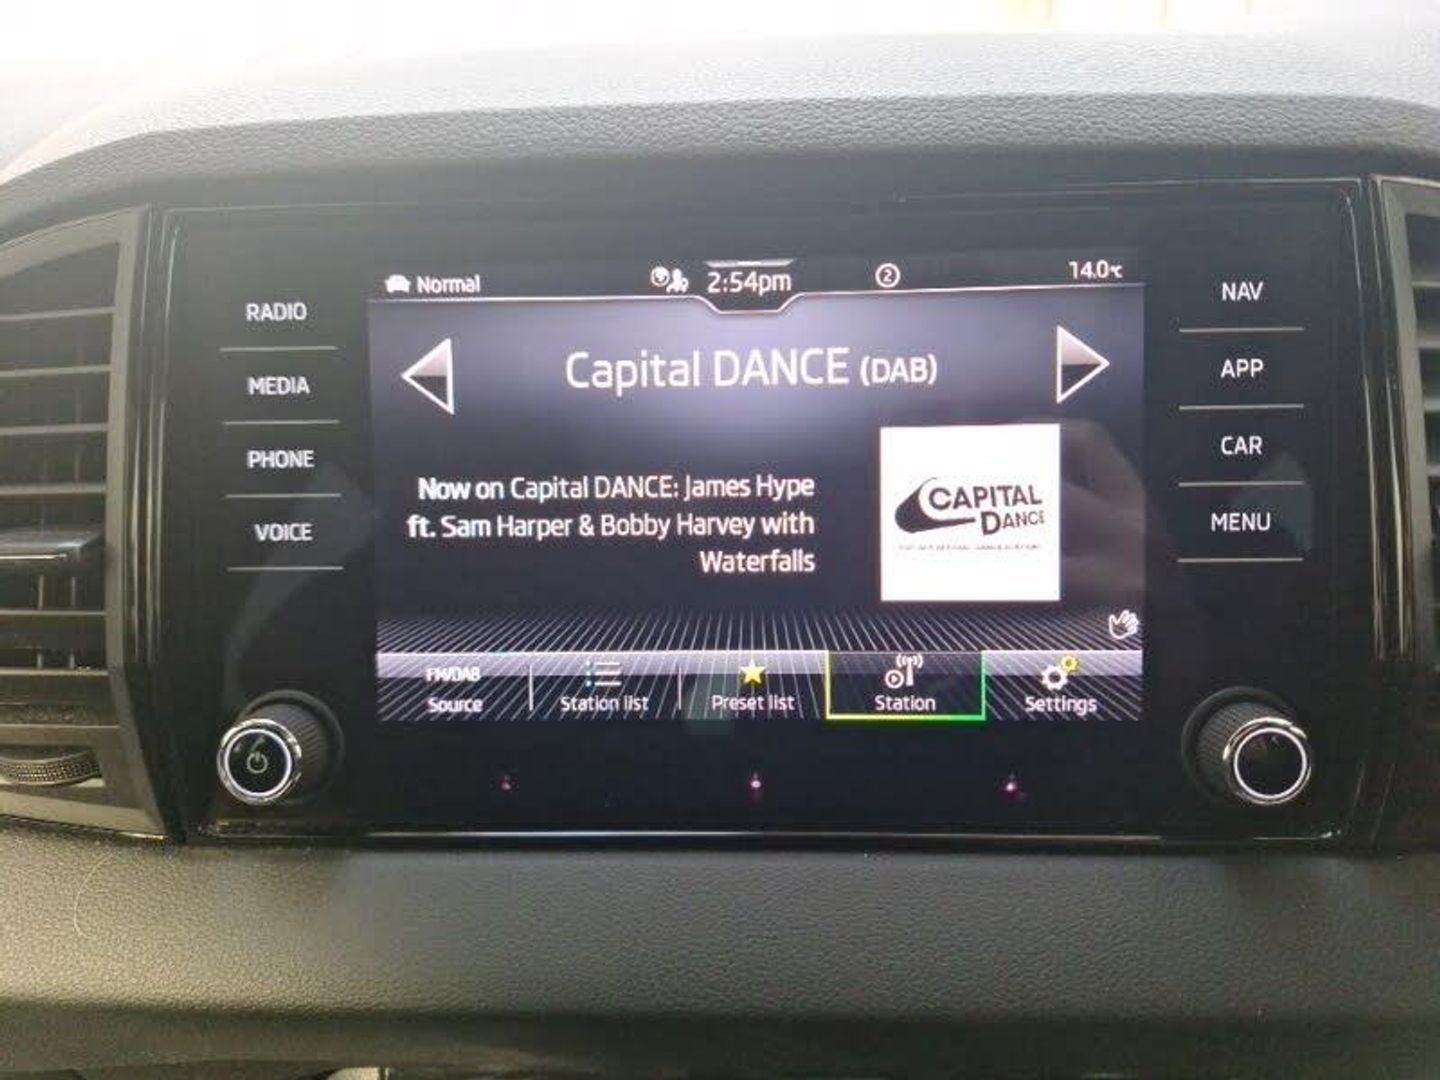 Normal
2:54pm
2
14.0°C
RADIO
MEDIA
PHONE
VOICE
Capital DANCE (DAB)
Now on Capital DANCE: James Hype
ft. Sam Harper & Bobby Harvey with
Waterfalls
CAPITAL
DANCE
FM/DAB
Source
Station list
Preset list
Station
Settings
NAV
APP
CAR
MENU